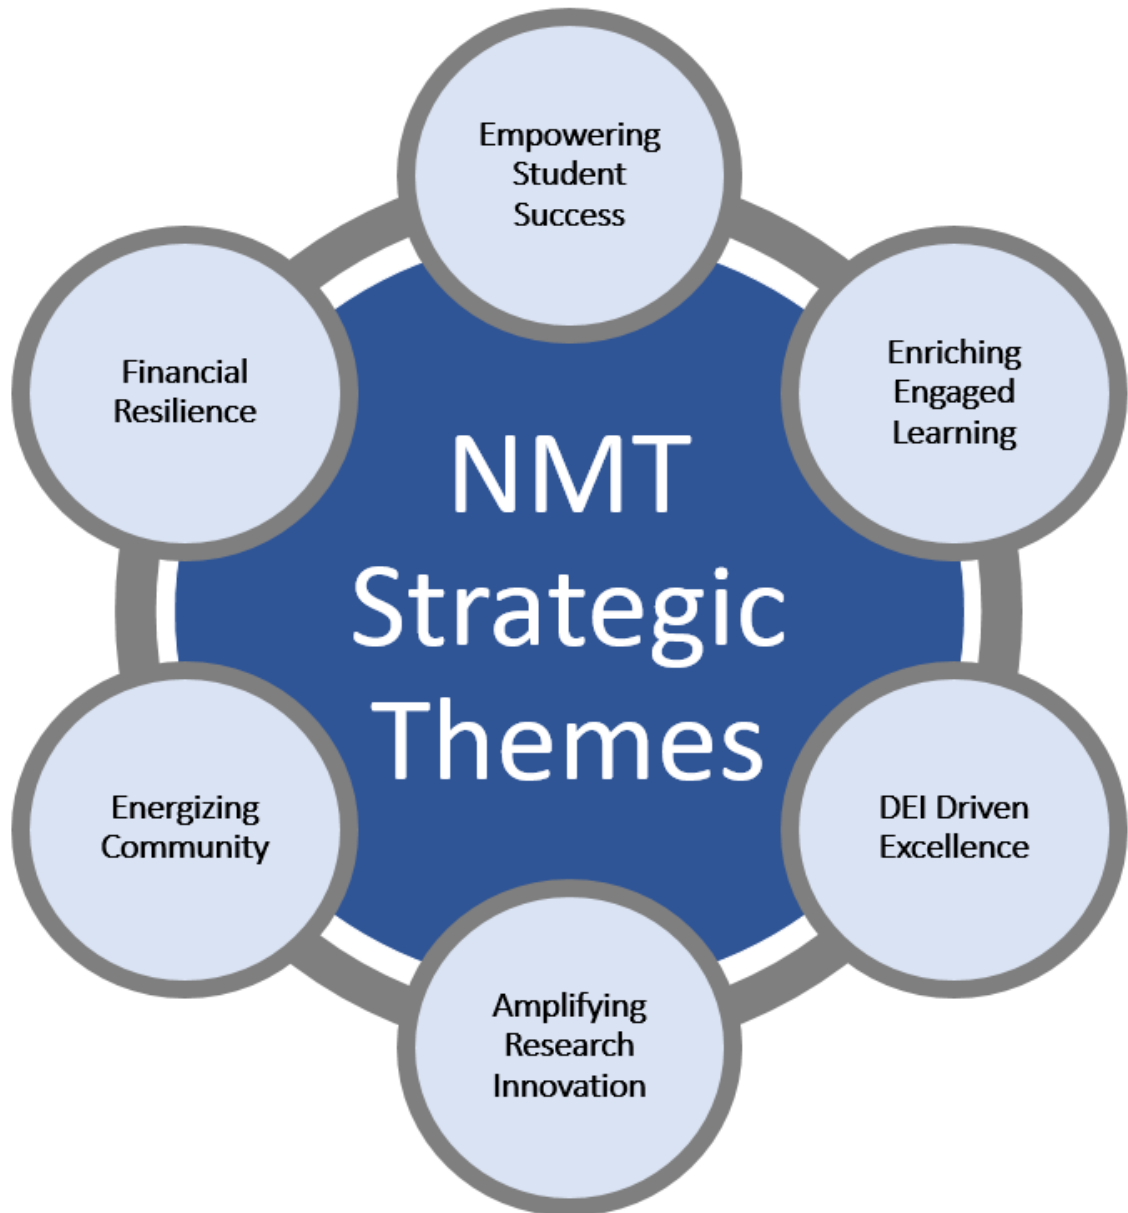 Empowering
Student
Success
Enriching
Engaged
Learning
DEI Driven
Excellence
Amplifying
Research
Innovation
Energizing
Community
Financial
Resilience
NMT
Strategic
Themes